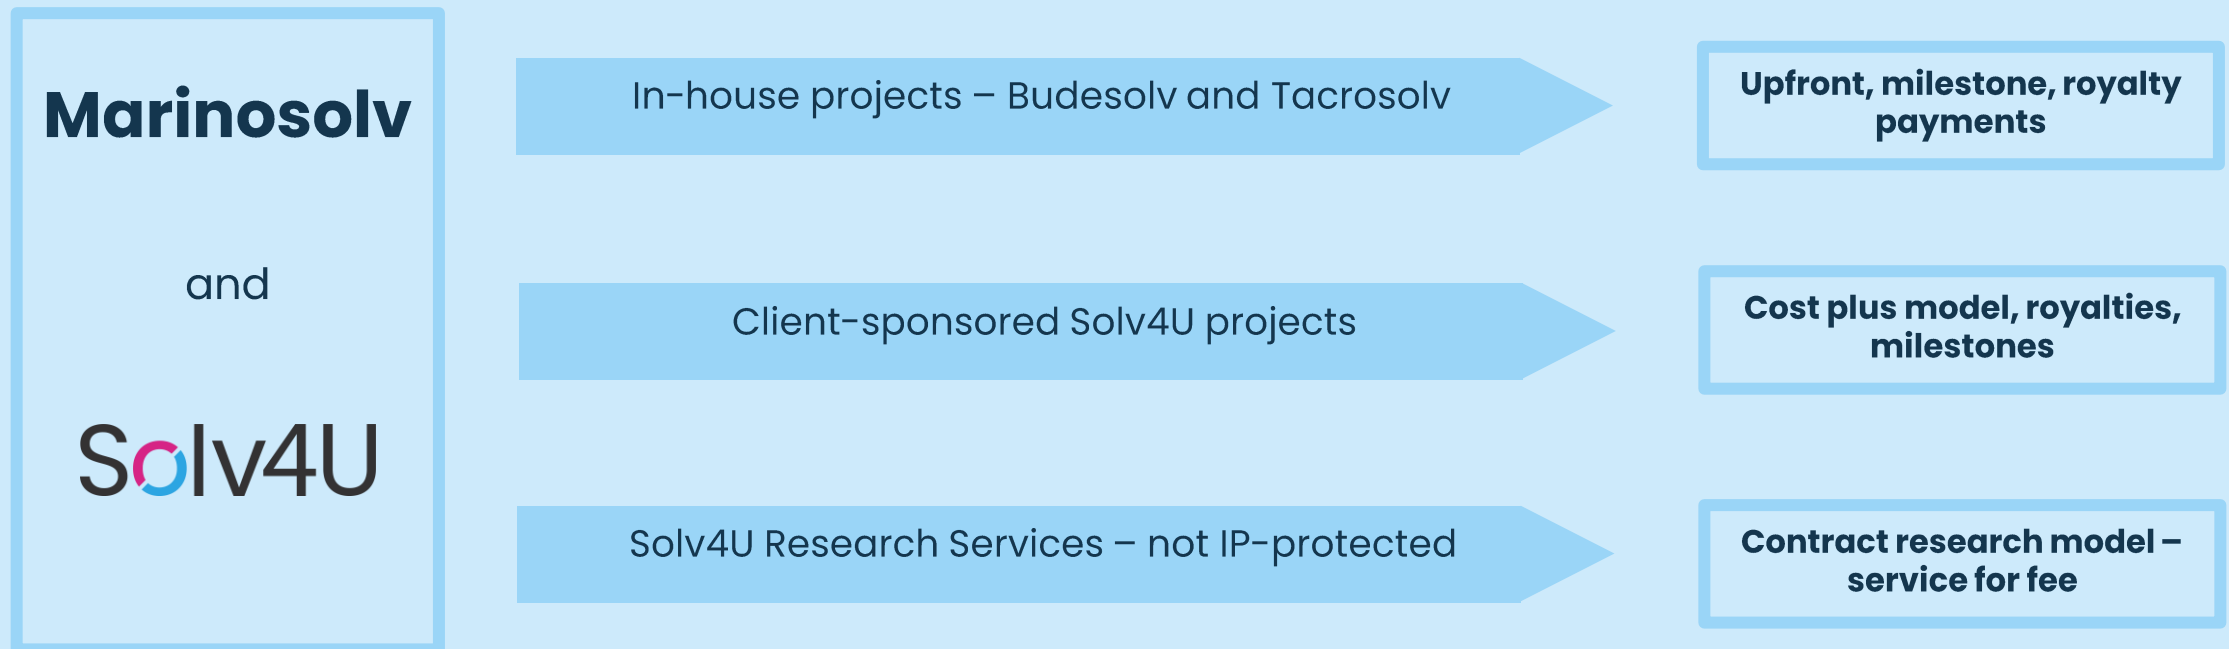 Marinosolv
and
Solv4U
In-house projects – Budesolv and Tacrosolv
Upfront, milestone, royalty
payments
Client-sponsored Solv4U projects
Cost plus model, royalties,
milestones
Solv4U Research Services – not IP-protected
Contract research model –
service for fee